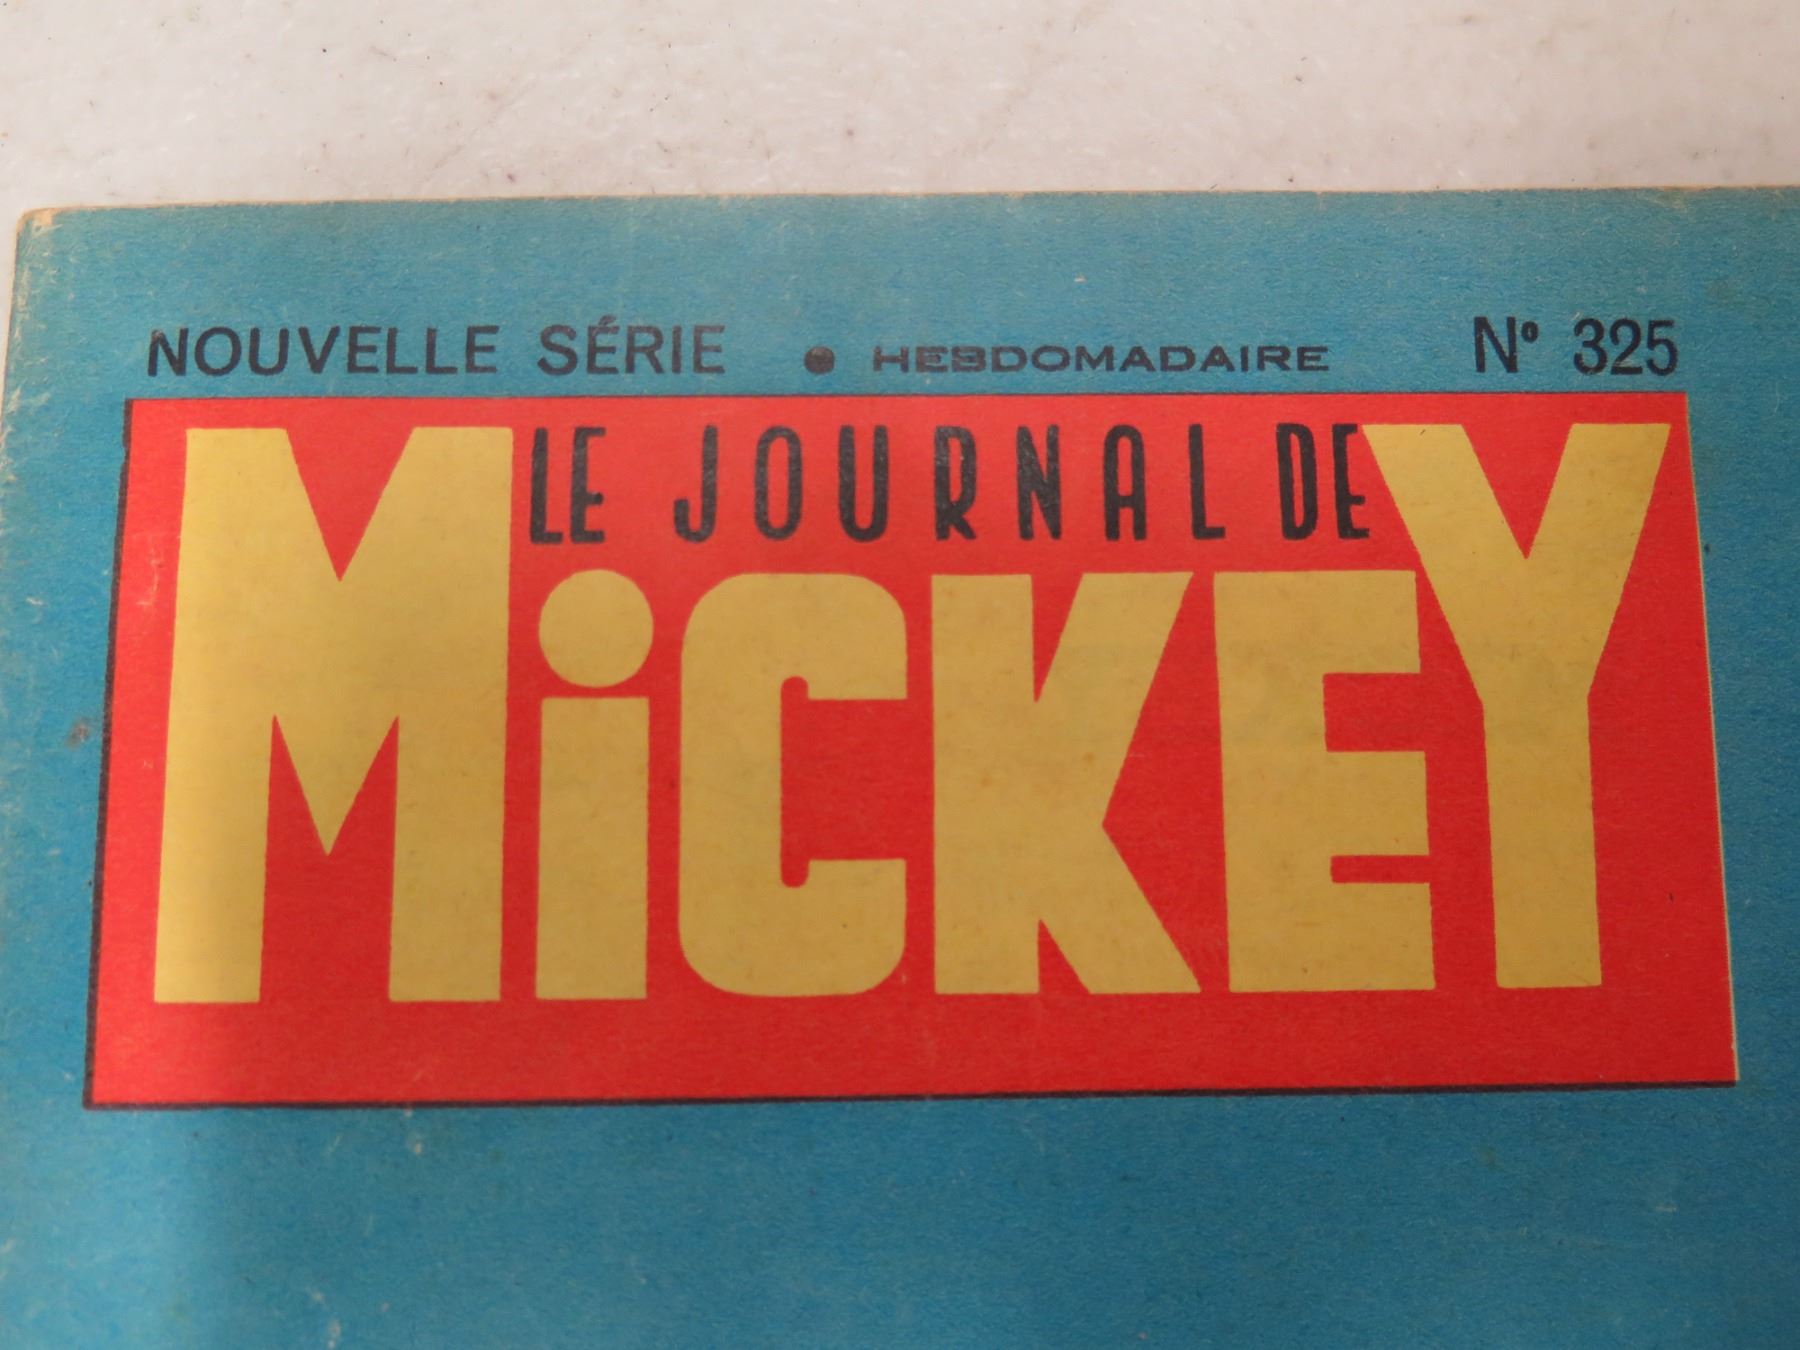 NOUVELLE SÉRIE • HEBDOMADAIRE N° 325
LE JOURNAL DE
MiCKEY